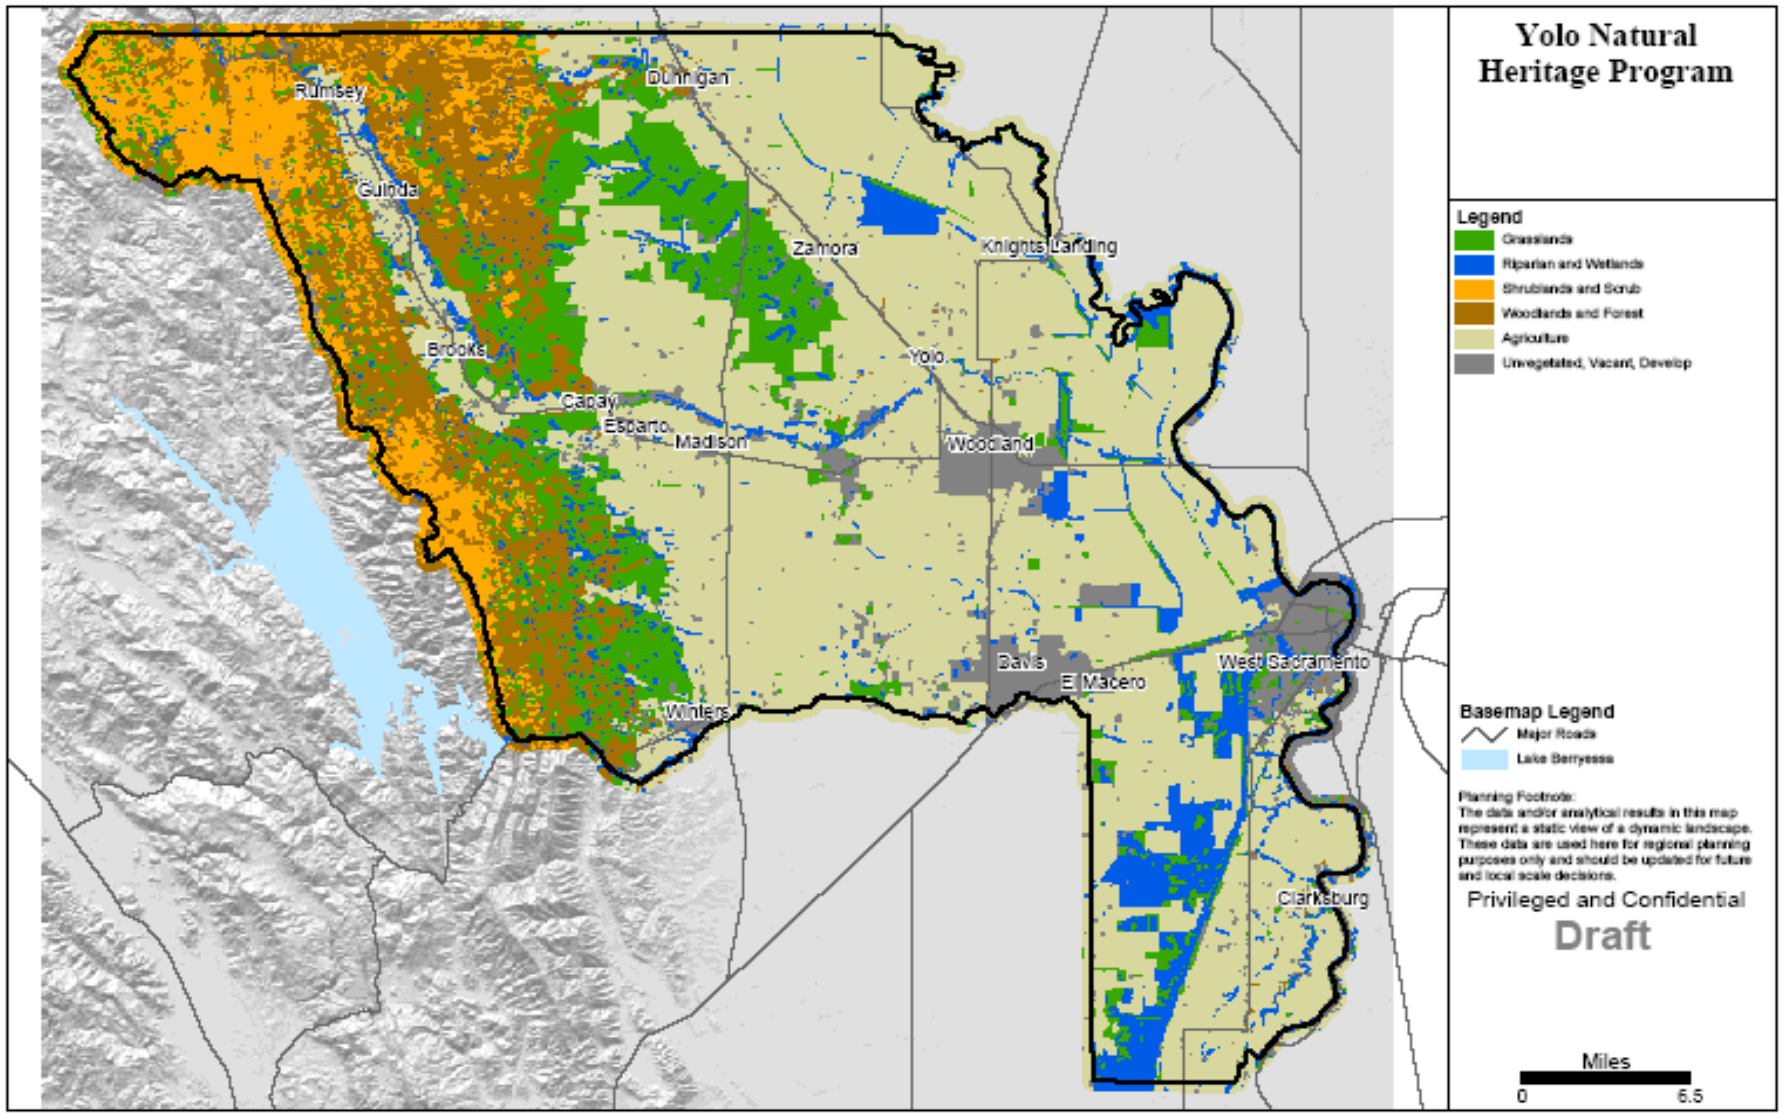 Yolo Natural
Heritage Program
Legend
Grasslands
Riparian and Wetlands
Shrublands and Scrub
Woodlands and Forest
Agriculture
Unvegetated, Vacant, Develop
Basemap Legend
Major Roads
Lake Berryessa
Planning Footnote:
The data and/or analytical results in this map
represent a static view of a dynamic landscape.
These data are used here for regional planning
purposes only and should be updated for future
and local scale decisions.
Privileged and Confidential
Draft
Miles
0 6.5
Dunnigan
Rumsey
Guinda
Zamora
Knights Landing
Brooks
Yolo
Capay
Esparto
Madison
Woodland
Davis
West Sacramento
El Macero
Winters
Clarksburg